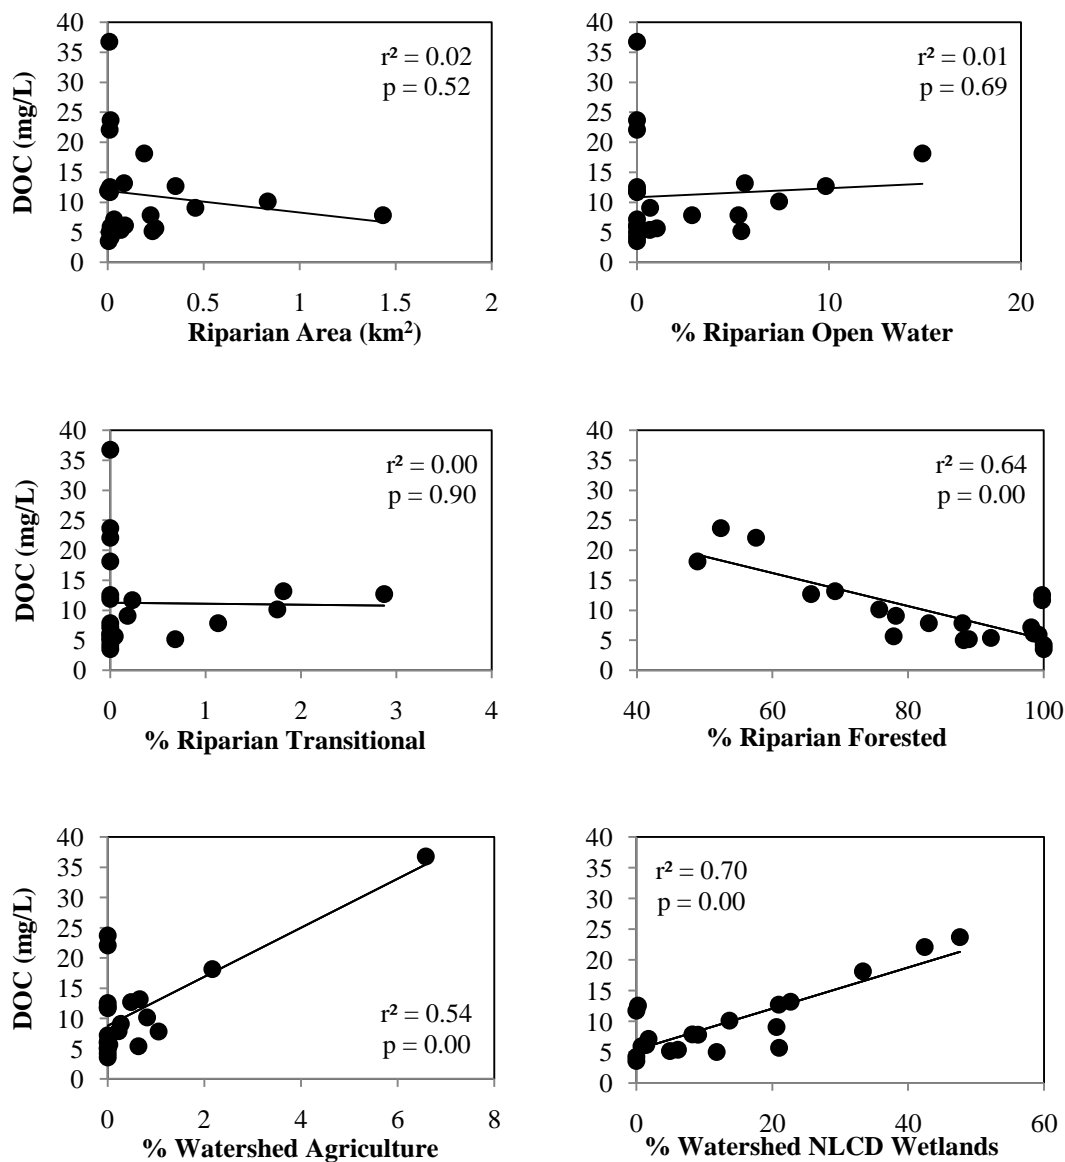 40
35
30
25
20
15
10
5
0
DOC (mg/L)
r² = 0.02
p = 0.52
0 0.5 1 1.5 2
Riparian Area (km²)
40
35
30
25
20
15
10
5
0
r² = 0.01
p = 0.69
0 10 20
% Riparian Open Water
40
35
30
25
20
15
10
5
0
DOC (mg/L)
r² = 0.00
p = 0.90
0 1 2 3 4
% Riparian Transitional
40
35
30
25
20
15
10
5
0
r² = 0.64
p = 0.00
40 60 80 100
% Riparian Forested
40
35
30
25
20
15
10
5
0
DOC (mg/L)
r² = 0.54
p = 0.00
0 2 4 6 8
% Watershed Agriculture
40
35
30
25
20
15
10
5
0
r² = 0.70
p = 0.00
0 20 40 60
% Watershed NLCD Wetlands